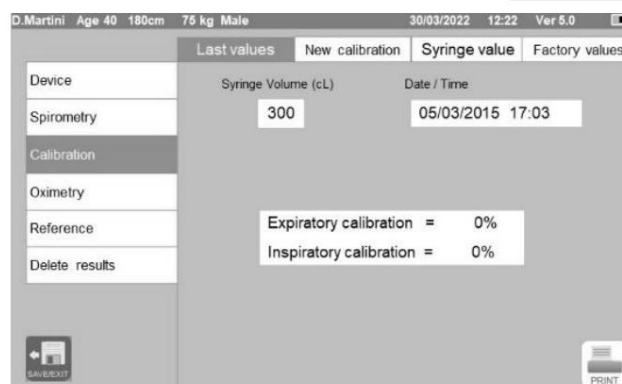 D.Martini Age 40 180cm 75 kg Male 30/03/2022 12:22 Ver 5.0
Last values New calibration Syringe value Factory values
Device
Spirometry
Calibration
Oximetry
Reference
Delete results
Syringe Volume (cL) Date / Time
300 05/03/2015 17:03
Expiratory calibration = 0%
Inspiratory calibration = 0%
SAVE/EXIT
PRINT